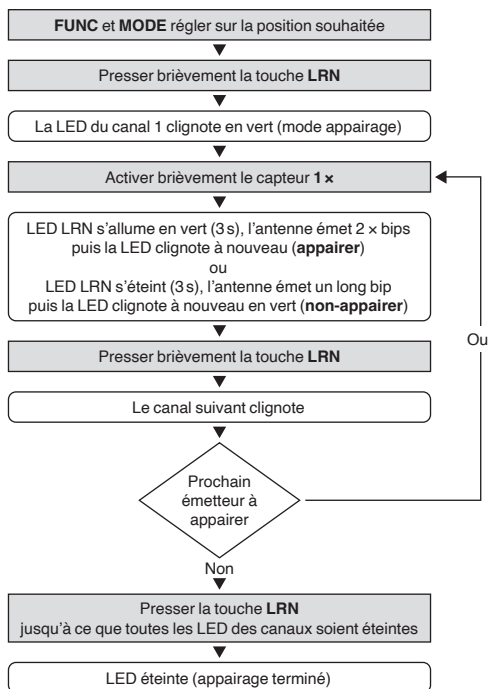 FUNC et MODE régler sur la position souhaitée
Presser brièvement la touche LRN
La LED du canal 1 clignote en vert (mode appairage)
Activer brièvement le capteur 1 ×
LED LRN s'allume en vert (3 s), l'antenne émet 2 × bips
puis la LED clignote à nouveau (appairer)
ou
LED LRN s'éteint (3 s), l'antenne émet un long bip
puis la LED clignote à nouveau en vert (non-appairer)
Ou
Presser brièvement la touche LRN
Le canal suivant clignote
Prochain
émetteur à
appairer
Non
Presser la touche LRN
jusqu'à ce que toutes les LED des canaux soient éteintes
LED éteinte (appairage terminé)